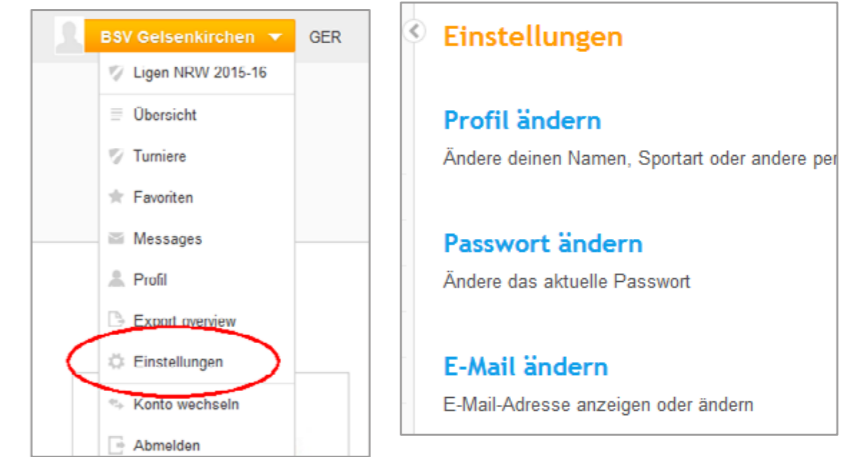 BSV Gelsenkirchen GER
Ligen NRW 2015-16
Übersicht
Turniere
Favoriten
Messages
Profil
Export overview
Einstellungen
Konto wechseln
Abmelden
Einstellungen
Profil ändern
Ändere deinen Namen, Sportart oder andere per
Passwort ändern
Ändere das aktuelle Passwort
E-Mail ändern
E-Mail-Adresse anzeigen oder ändern